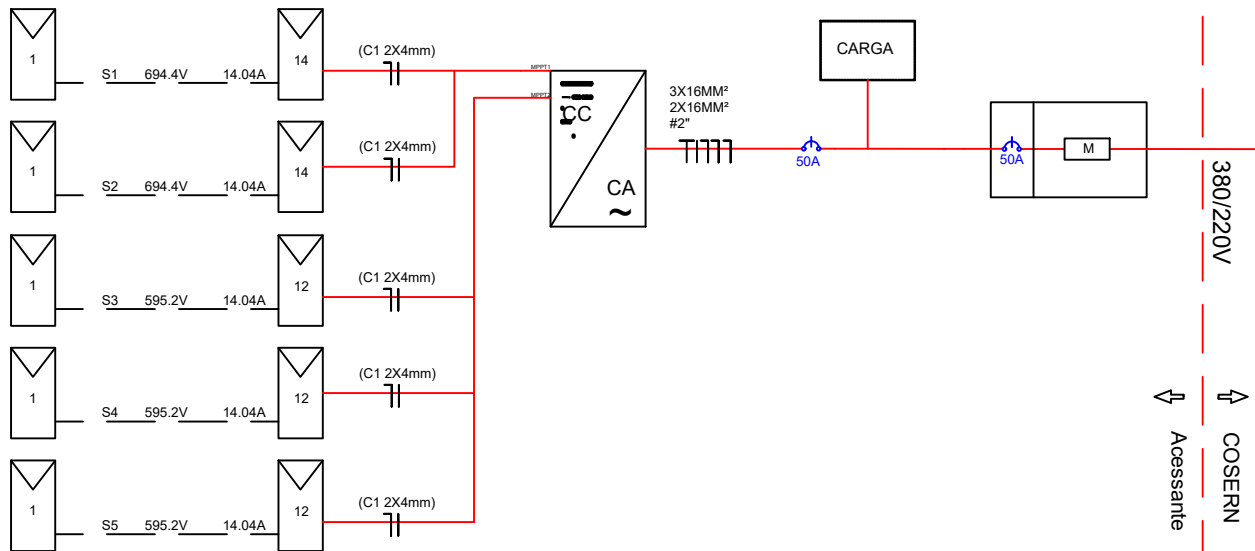 1
S1 694.4V 14.04A
14
(C1 2X4mm)
1
S2 694.4V 14.04A
14
(C1 2X4mm)
1
S3 595.2V 14.04A
12
(C1 2X4mm)
1
S4 595.2V 14.04A
12
(C1 2X4mm)
1
S5 595.2V 14.04A
12
(C1 2X4mm)
MPPT1
MPPT2
CC
CA
~
3X16MM²
2X16MM²
#2"
50A
CARGA
50A
M
380/220V
COSERN
Acessante